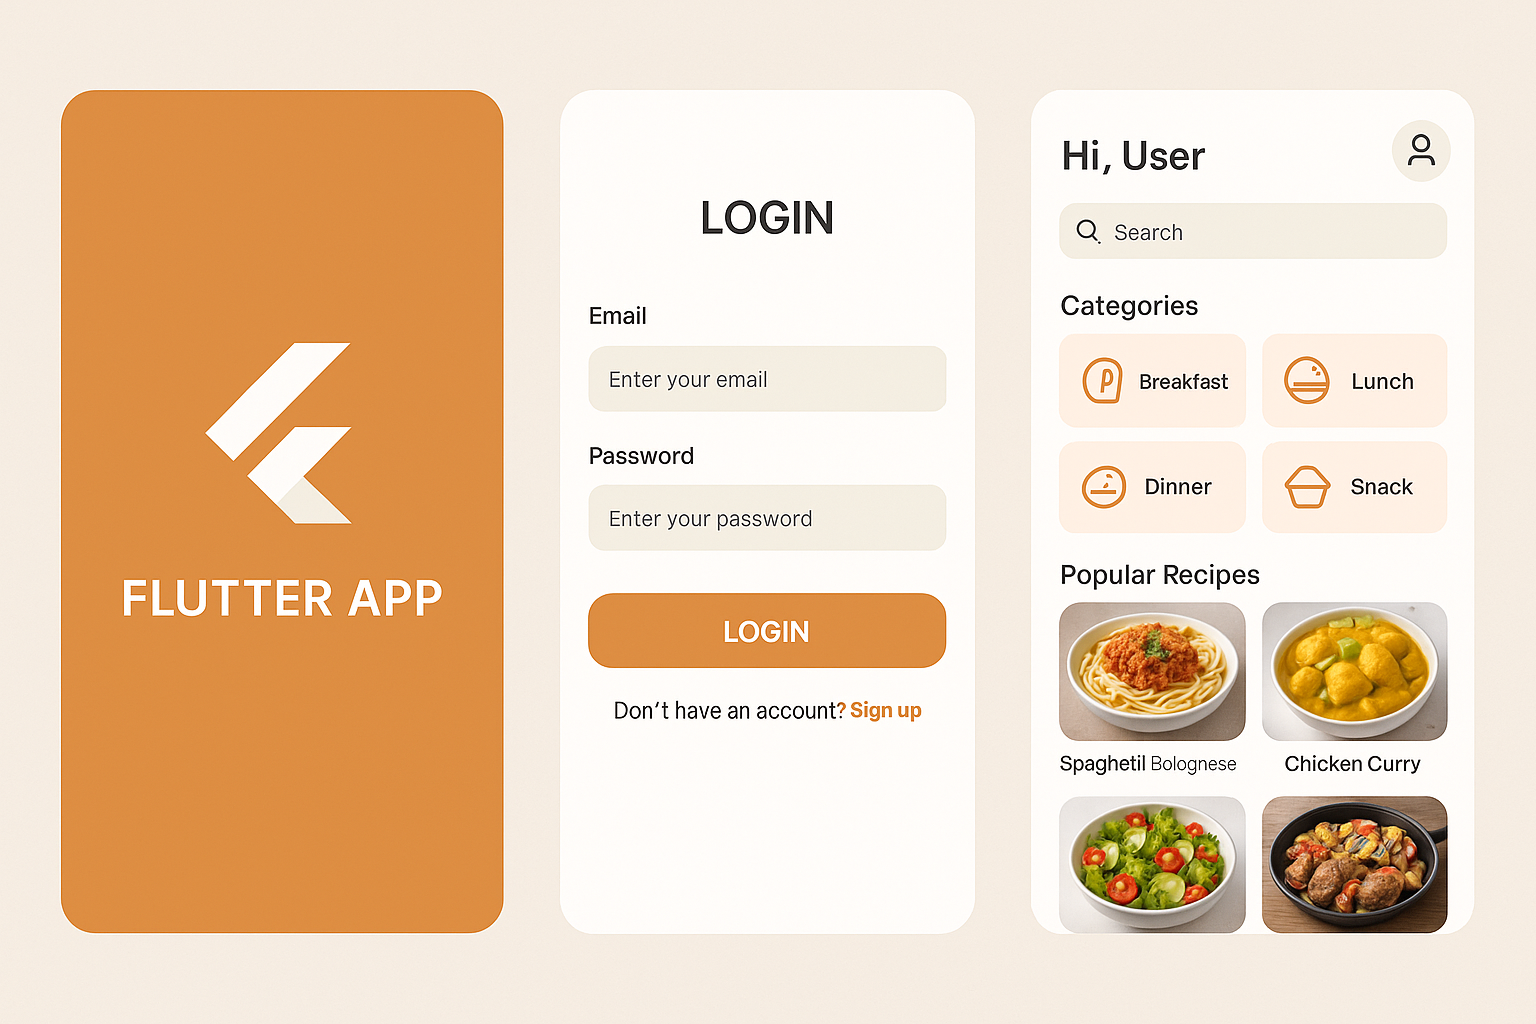 FLUTTER APP
LOGIN
Email
Enter your email
Password
Enter your password
LOGIN
Don't have an account? Sign up
Hi, User
Search
Categories
Breakfast
Lunch
Dinner
Snack
Popular Recipes
Spaghetil Bolognese
Chicken Curry